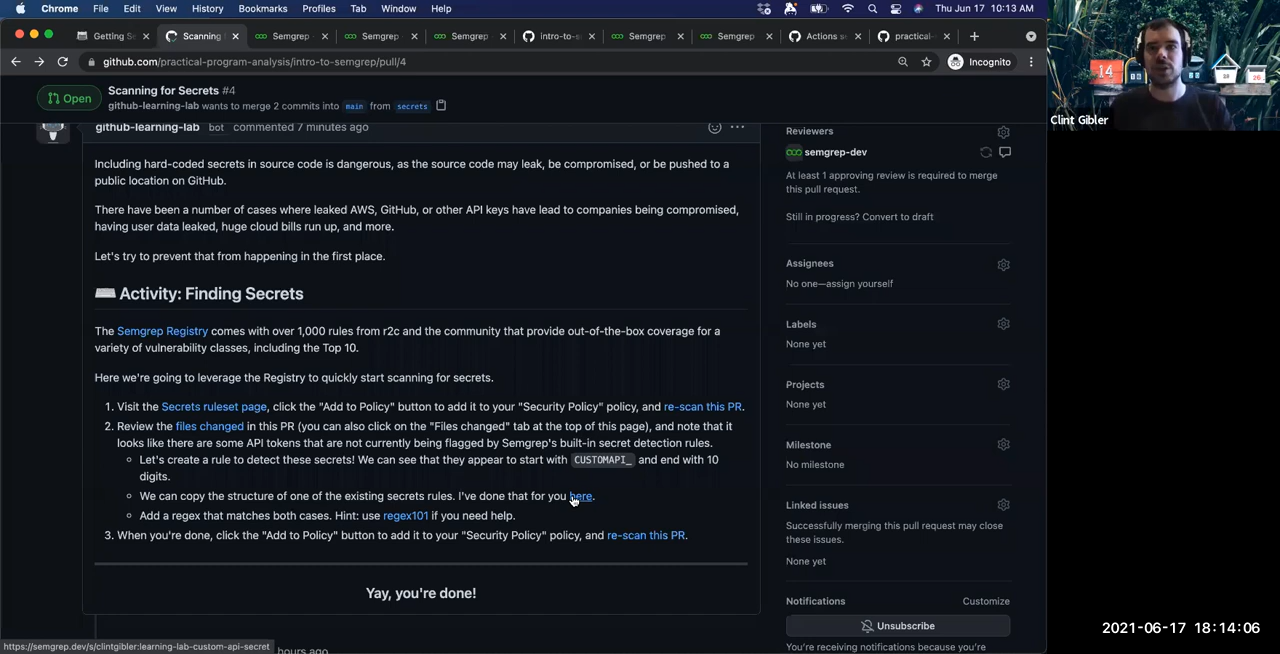 Chrome File Edit View History Bookmarks Profiles Tab Window Help Thu Jun 17 10:13 AM
Getting Se Scanning Semgrep - Semgrep Semgrep intro-to-s Semgrep Semgrep Actions se practical-
github.com/practical-program-analysis/intro-to-semgrep/pull/4 Incognito
Open
Scanning for Secrets #4
github-learning-lab wants to merge 2 commits into main from secrets
github-learning-lab bot commented 7 minutes ago
Including hard-coded secrets in source code is dangerous, as the source code may leak, be compromised, or be pushed to a
public location on GitHub.
There have been a number of cases where leaked AWS, GitHub, or other API keys have lead to companies being compromised,
having user data leaked, huge cloud bills run up, and more.
Let's try to prevent that from happening in the first place.
Activity: Finding Secrets
The Semgrep Registry comes with over 1,000 rules from r2c and the community that provide out-of-the-box coverage for a
variety of vulnerability classes, including the Top 10.
Here we're going to leverage the Registry to quickly start scanning for secrets.
1. Visit the Secrets ruleset page, click the "Add to Policy" button to add it to your "Security Policy" policy, and re-scan this PR.
2. Review the files changed in this PR (you can also click on the "Files changed" tab at the top of this page), and note that it
looks like there are some API tokens that are not currently being flagged by Semgrep's built-in secret detection rules.
Let's create a rule to detect these secrets! We can see that they appear to start with CUSTOMAPI_ and end with 10
digits.
We can copy the structure of one of the existing secrets rules. I've done that for you here.
Add a regex that matches both cases. Hint: use regex101 if you need help.
3. When you're done, click the "Add to Policy" button to add it to your "Security Policy" policy, and re-scan this PR.
Yay, you're done!
hours ago
https://semgrep.dev/s/clintgibler:learning-lab-custom-api-secret
Reviewers
semgrep-dev
At least 1 approving review is required to merge
this pull request.
Still in progress? Convert to draft
Assignees
No one—assign yourself
Labels
None yet
Projects
None yet
Milestone
No milestone
Linked issues
Successfully merging this pull request may close
these issues.
None yet
Notifications Customize
Unsubscribe
You're receiving notifications because you're
14
Clint Gibler
2021-06-17 18:14:06